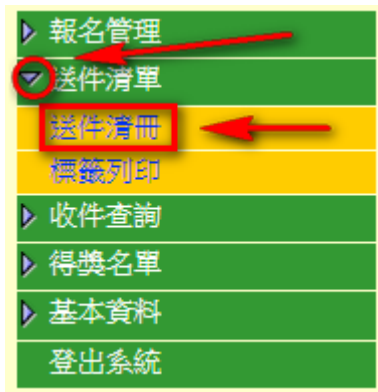 報名管理
送件清單
送件清冊
標籤列印
收件查詢
得獎名單
基本資料
登出系統